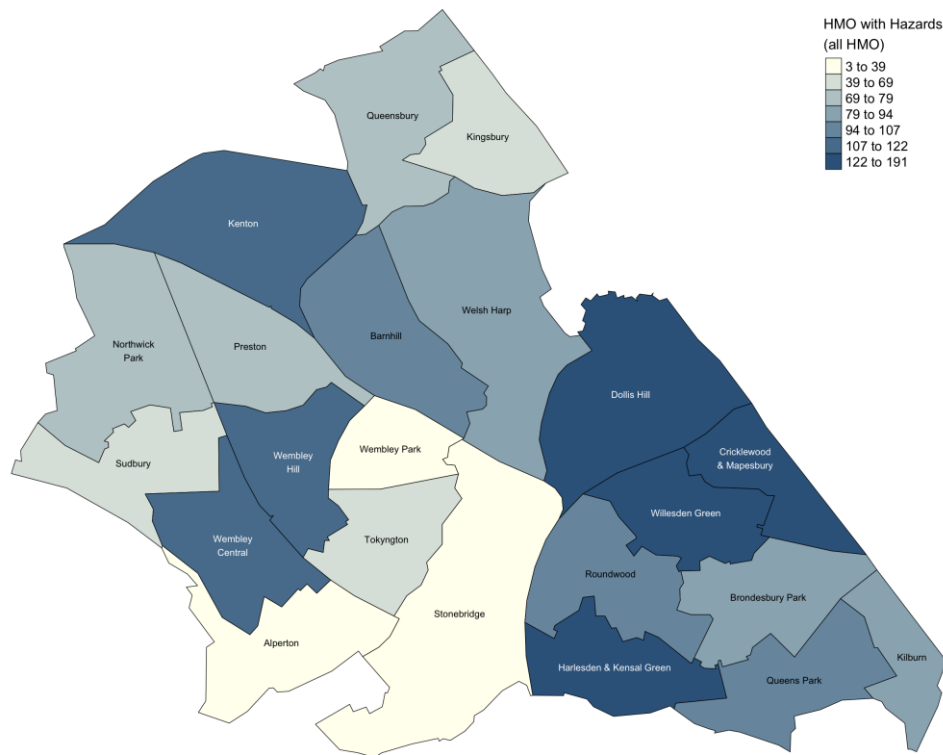 HMO with Hazards
(all HMO)
3 to 39
39 to 69
69 to 79
79 to 94
94 to 107
107 to 122
122 to 191
Queensbury
Kingsbury
Kenton
Welsh Harp
Barnhill
Northwick
Park
Preston
Dollis Hill
Wembley Park
Wembley
Hill
Sudbury
Cricklewood
& Mapesbury
Willesden Green
Wembley
Central
Tokyngton
Roundwood
Brondesbury Park
Stonebridge
Alperton
Kilburn
Harlesden & Kensal Green
Queens Park